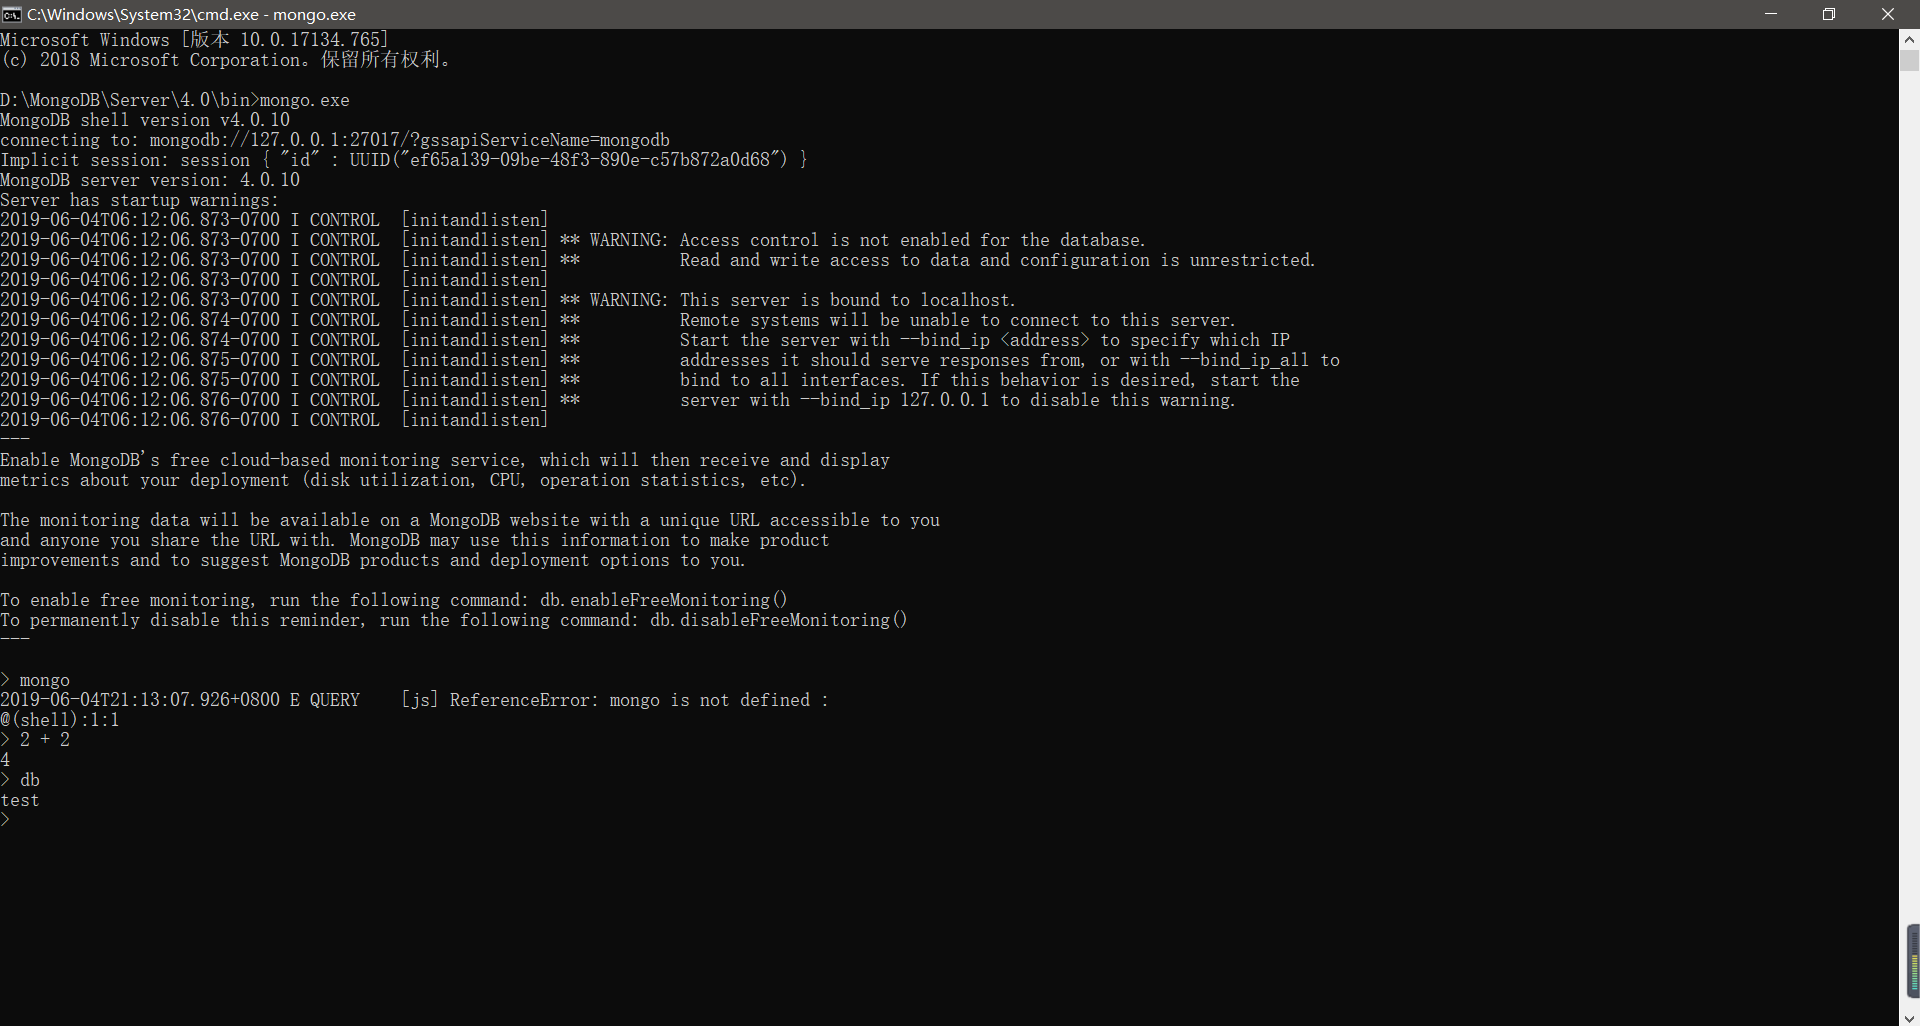 C:\Windows\System32\cmd.exe - mongo.exe
Microsoft Windows [版本 10.0.17134.765]
(c) 2018 Microsoft Corporation。保留所有权利。
D:\MongoDB\Server\4.0\bin>mongo.exe
MongoDB shell version v4.0.10
connecting to: mongodb://127.0.0.1:27017/?gssapiServiceName=mongodb
Implicit session: session { "id" : UUID("ef65a139-09be-48f3-890e-c57b872a0d68") }
MongoDB server version: 4.0.10
Server has startup warnings:
2019-06-04T06:12:06.873-0700 I CONTROL  [initandlisten]
2019-06-04T06:12:06.873-0700 I CONTROL  [initandlisten] ** WARNING: Access control is not enabled for the database.
2019-06-04T06:12:06.873-0700 I CONTROL  [initandlisten] **          Read and write access to data and configuration is unrestricted.
2019-06-04T06:12:06.873-0700 I CONTROL  [initandlisten]
2019-06-04T06:12:06.873-0700 I CONTROL  [initandlisten] ** WARNING: This server is bound to localhost.
2019-06-04T06:12:06.874-0700 I CONTROL  [initandlisten] **          Remote systems will be unable to connect to this server.
2019-06-04T06:12:06.874-0700 I CONTROL  [initandlisten] **          Start the server with --bind_ip <address> to specify which IP
2019-06-04T06:12:06.875-0700 I CONTROL  [initandlisten] **          addresses it should serve responses from, or with --bind_ip_all to
2019-06-04T06:12:06.875-0700 I CONTROL  [initandlisten] **          bind to all interfaces. If this behavior is desired, start the
2019-06-04T06:12:06.876-0700 I CONTROL  [initandlisten] **          server with --bind_ip 127.0.0.1 to disable this warning.
2019-06-04T06:12:06.876-0700 I CONTROL  [initandlisten]
---
Enable MongoDB's free cloud-based monitoring service, which will then receive and display
metrics about your deployment (disk utilization, CPU, operation statistics, etc).
The monitoring data will be available on a MongoDB website with a unique URL accessible to you
and anyone you share the URL with. MongoDB may use this information to make product
improvements and to suggest MongoDB products and deployment options to you.
To enable free monitoring, run the following command: db.enableFreeMonitoring()
To permanently disable this reminder, run the following command: db.disableFreeMonitoring()
---
> mongo
2019-06-04T21:13:07.926+0800 E QUERY    [js] ReferenceError: mongo is not defined :
@(shell):1:1
> 2 + 2
4
> db
test
>